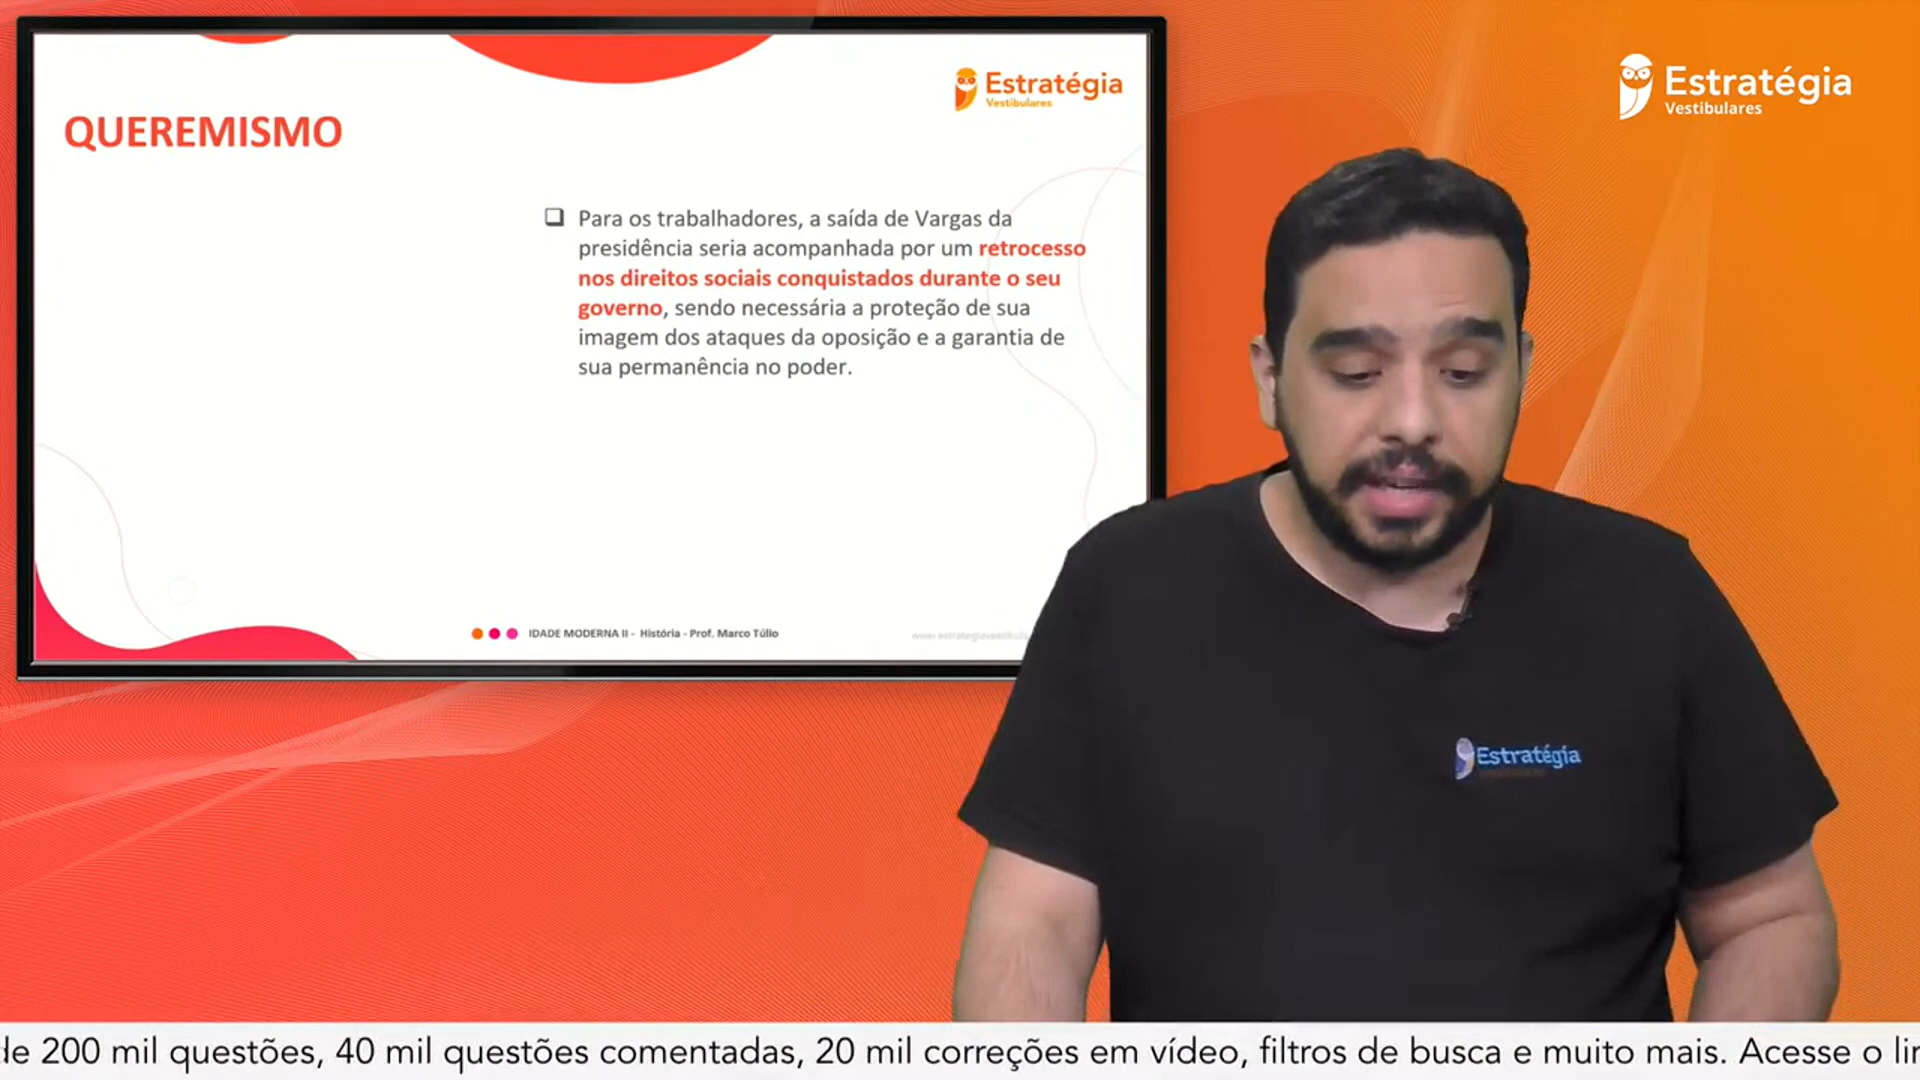 Estratégia
Vestibulares
QUEREMISMO
❑ Para os trabalhadores, a saída de Vargas da
presidência seria acompanhada por um retrocesso
nos direitos sociais conquistados durante o seu
governo, sendo necessária a proteção de sua
imagem dos ataques da oposição e a garantia de
sua permanência no poder.
IDADE MODERNA II - História - Prof. Marco Túlio
Estratégia
Vestibulares
Estratégia
de 200 mil questões, 40 mil questões comentadas, 20 mil correções em vídeo, filtros de busca e muito mais. Acesse o